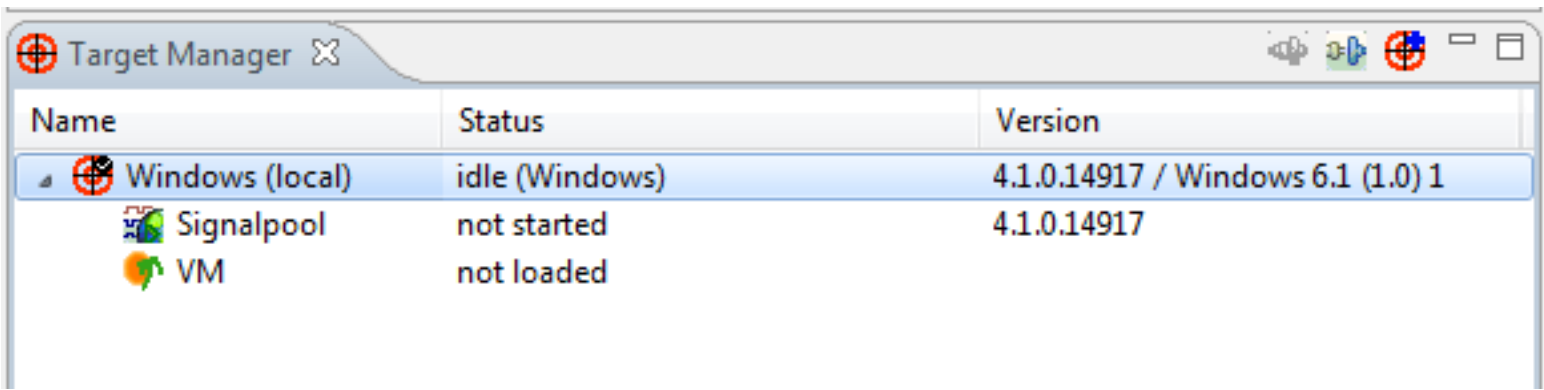 Target Manager
Name Status Version
Windows (local) idle (Windows) 4.1.0.14917 / Windows 6.1 (1.0) 1
Signalpool not started 4.1.0.14917
VM not loaded